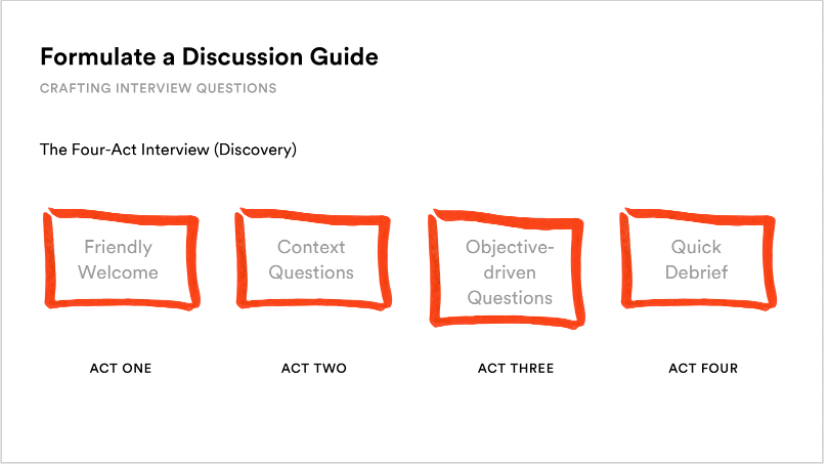 Formulate a Discussion Guide
CRAFTING INTERVIEW QUESTIONS
The Four-Act Interview (Discovery)
Friendly
Welcome
Context
Questions
Objective-
driven
Questions
Quick
Debrief
ACT ONE
ACT TWO
ACT THREE
ACT FOUR